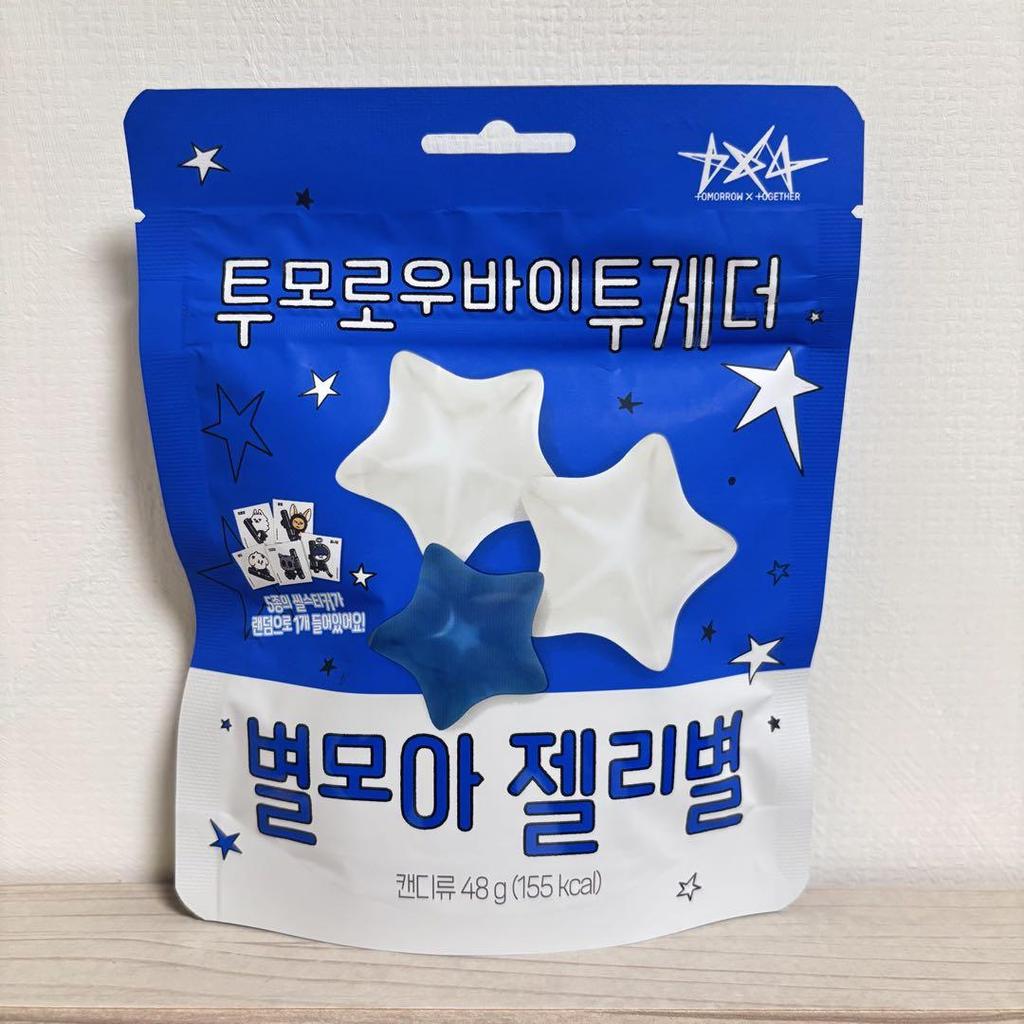 TOMORROW X TOGETHER
투모로우바이투게더
5종의 씰스티커가
랜덤으로 1개 들어있어요!
별모아 젤리별
캔디류 48 g (155 kcal)